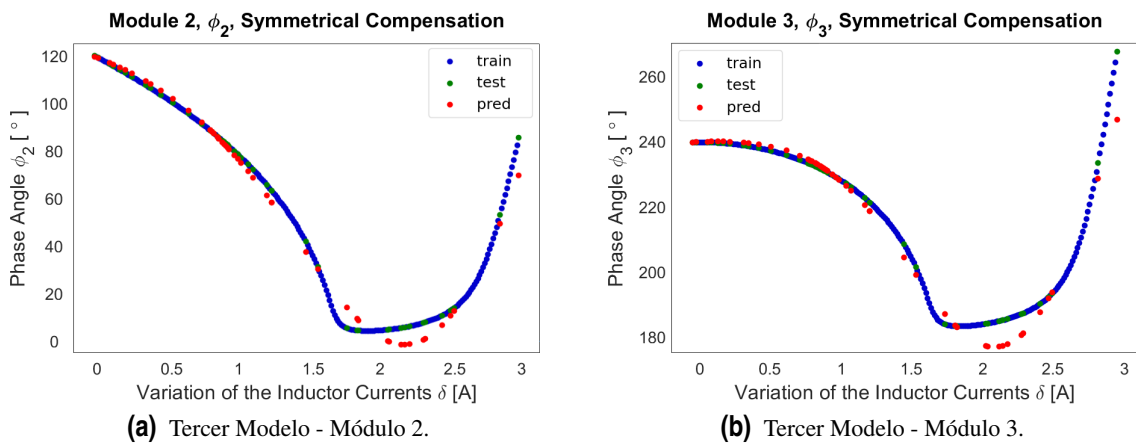 Module 2, ϕ2, Symmetrical Compensation
Phase Angle ϕ2 [ ° ]
120
100
80
60
40
20
0
train
test
pred
0 0.5 1 1.5 2 2.5 3
Variation of the Inductor Currents δ [A]
(a) Tercer Modelo - Módulo 2.
Module 3, ϕ3, Symmetrical Compensation
Phase Angle ϕ3 [ ° ]
260
240
220
200
180
train
test
pred
0 0.5 1 1.5 2 2.5 3
Variation of the Inductor Currents δ [A]
(b) Tercer Modelo - Módulo 3.